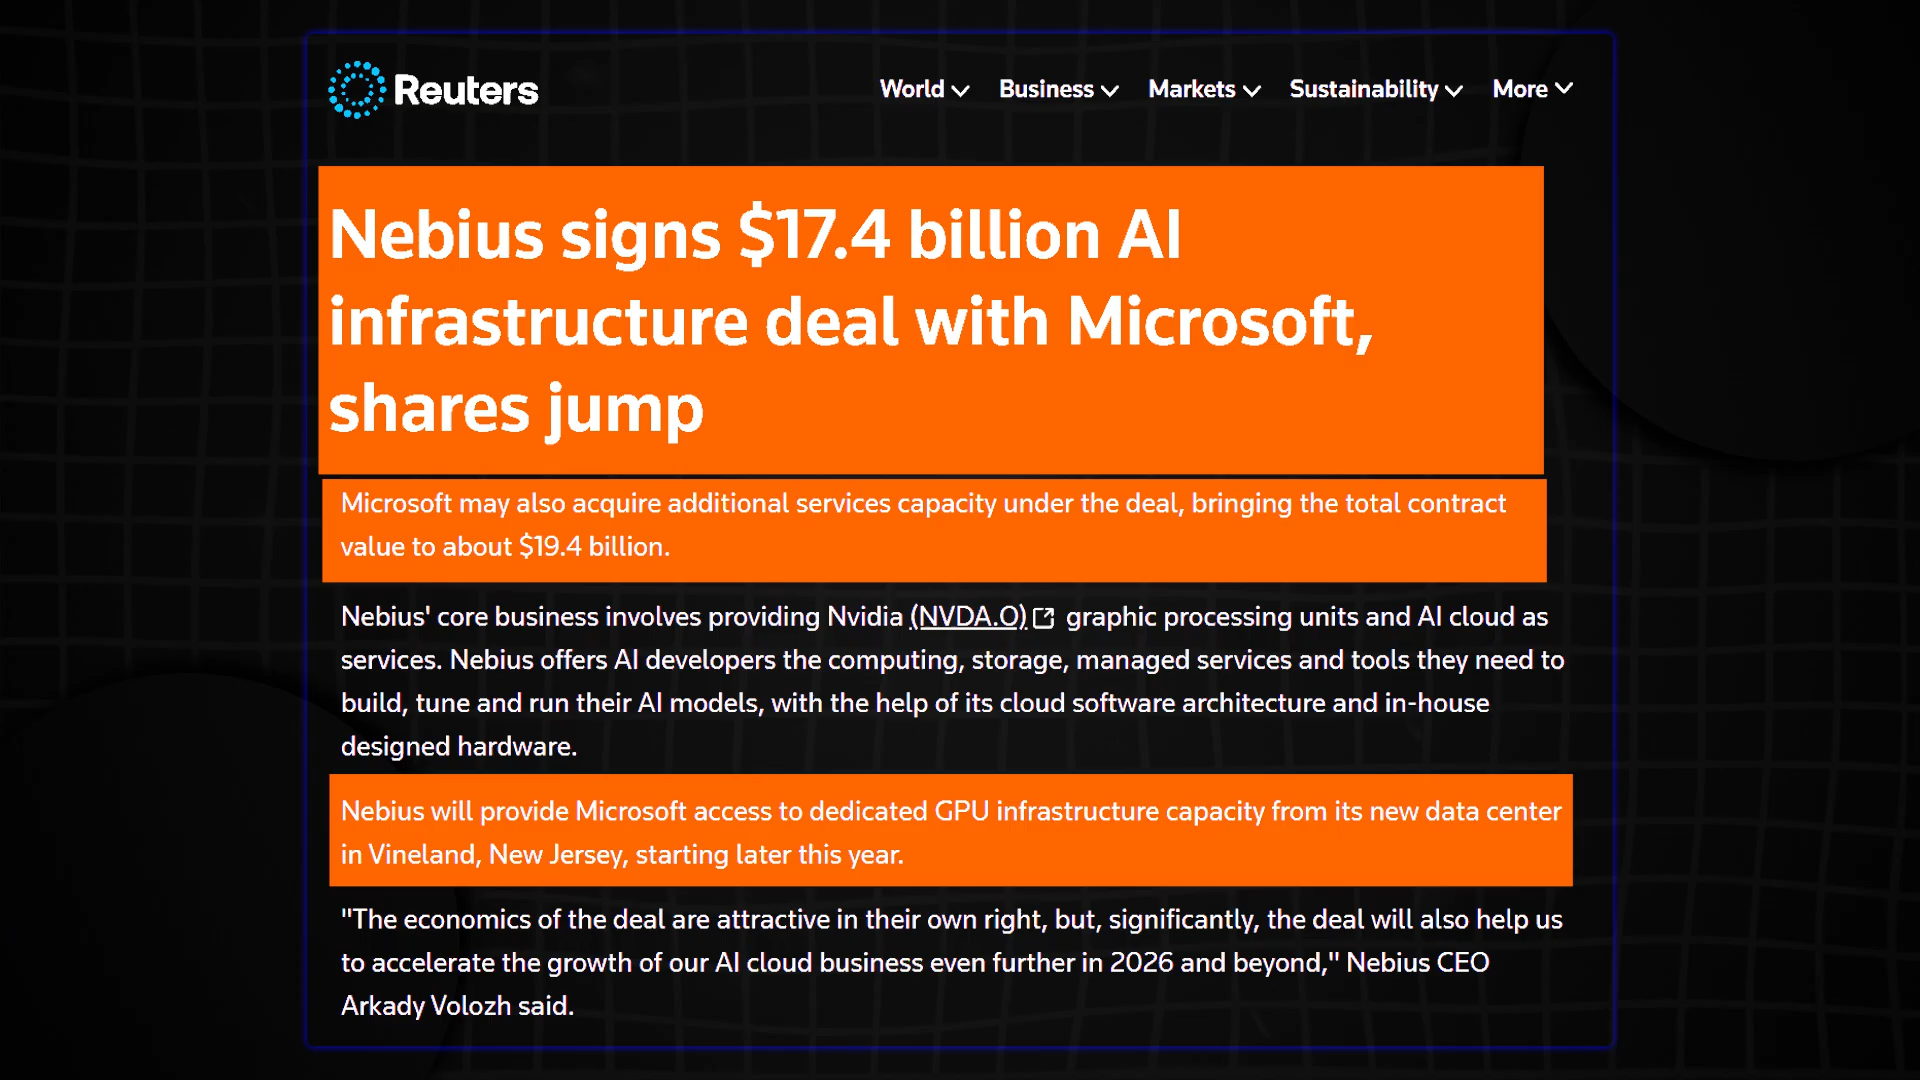 Reuters
World Business Markets Sustainability More
Nebius signs $17.4 billion AI
infrastructure deal with Microsoft,
shares jump
Microsoft may also acquire additional services capacity under the deal, bringing the total contract
value to about $19.4 billion.
Nebius' core business involves providing Nvidia (NVDA.O) graphic processing units and AI cloud as
services. Nebius offers AI developers the computing, storage, managed services and tools they need to
build, tune and run their AI models, with the help of its cloud software architecture and in-house
designed hardware.
Nebius will provide Microsoft access to dedicated GPU infrastructure capacity from its new data center
in Vineland, New Jersey, starting later this year.
"The economics of the deal are attractive in their own right, but, significantly, the deal will also help us
to accelerate the growth of our AI cloud business even further in 2026 and beyond," Nebius CEO
Arkady Volozh said.